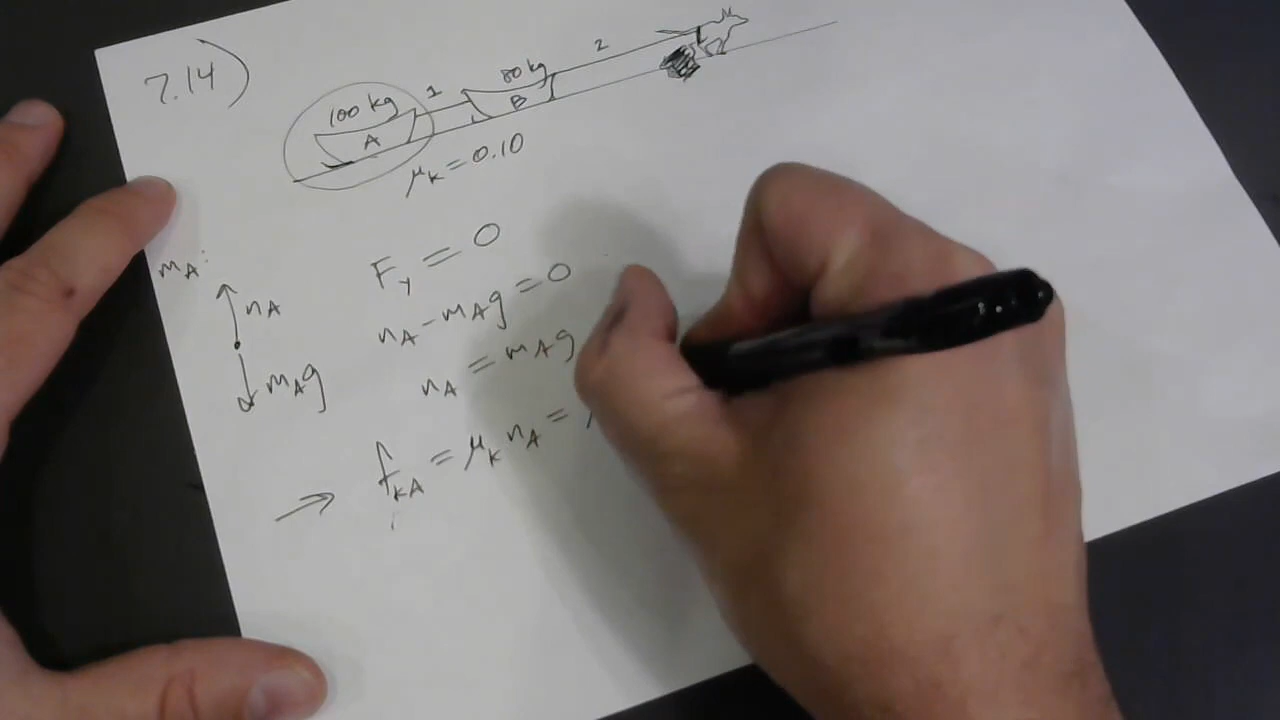 7.14)
100 kg
A
1
80 kg
B
2
μK = 0.10
mA:
nA
mAg
Fy = 0
nA - mAg = 0
nA = mAg
→ fkA = μK nA =